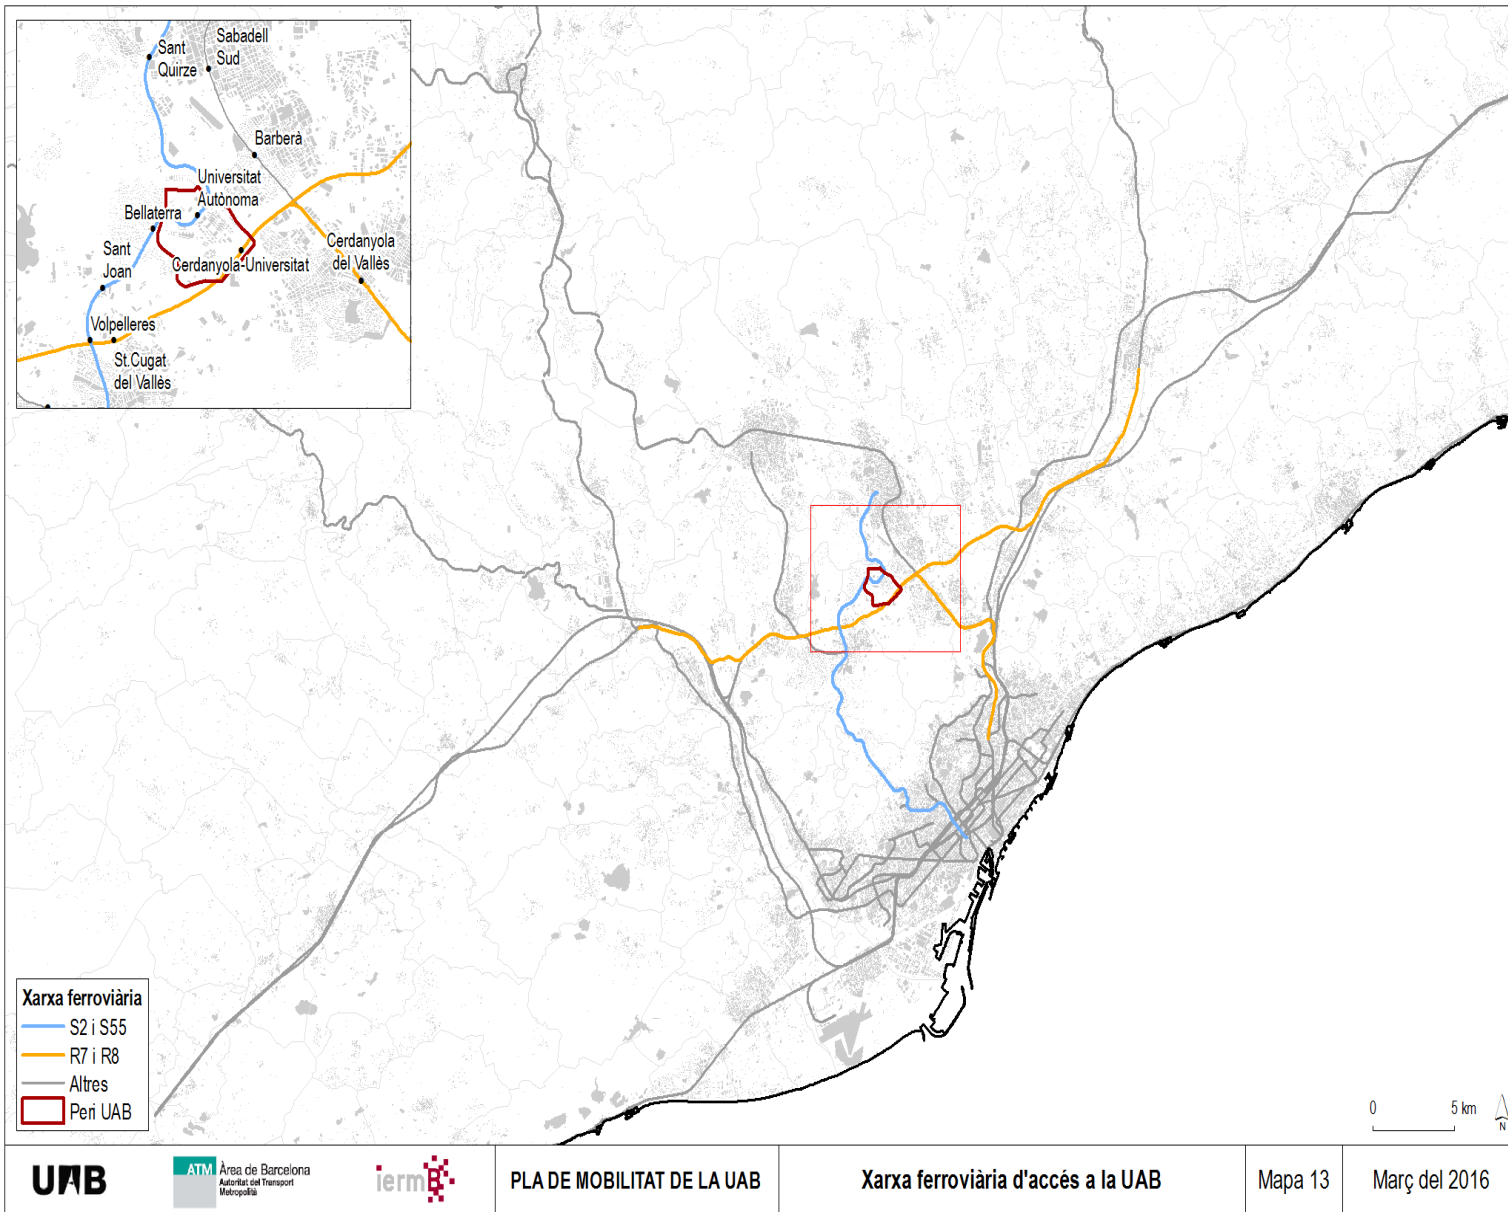 Sant
Quirze
Sabadell
Sud
Barberà
Universitat
Autònoma
Bellaterra
Sant
Joan
Cerdanyola-Universitat
Cerdanyola
del Vallès
Volpelleres
St.Cugat
del Vallès
Xarxa ferroviària
S2 i S55
R7 i R8
Altres
Peri UAB
0 5 km
N
UAB
ATM Àrea de Barcelona
Autoritat del Transport
Metropolità
iermB
PLA DE MOBILITAT DE LA UAB
Xarxa ferroviària d'accés a la UAB
Mapa 13
Març del 2016